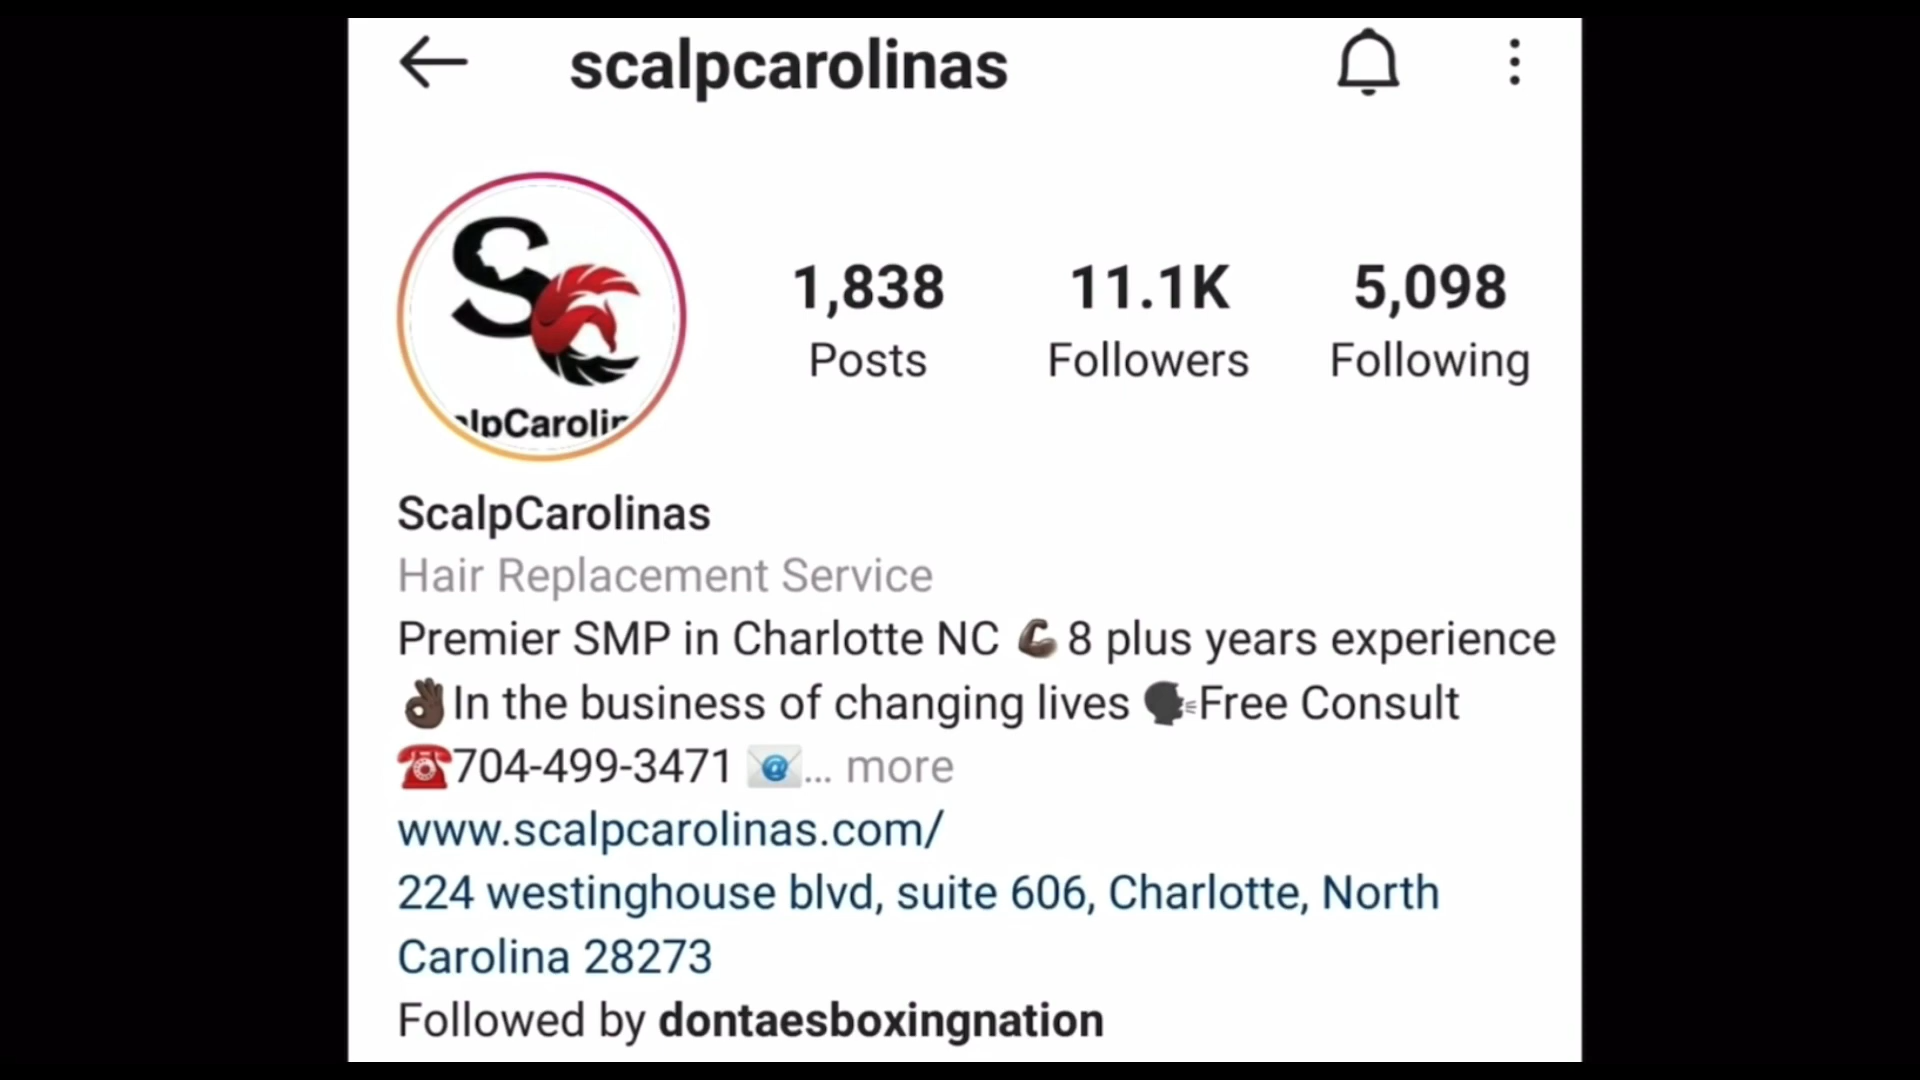 scalpcarolinas
SC
alpCarolin
1,838 11.1K 5,098
Posts Followers Following
ScalpCarolinas
Hair Replacement Service
Premier SMP in Charlotte NC 💪🏿 8 plus years experience
👌🏿In the business of changing lives 🗣️Free Consult
☎️704-499-3471 📧... more
www.scalpcarolinas.com/
224 westinghouse blvd, suite 606, Charlotte, North
Carolina 28273
Followed by dontaesboxingnation